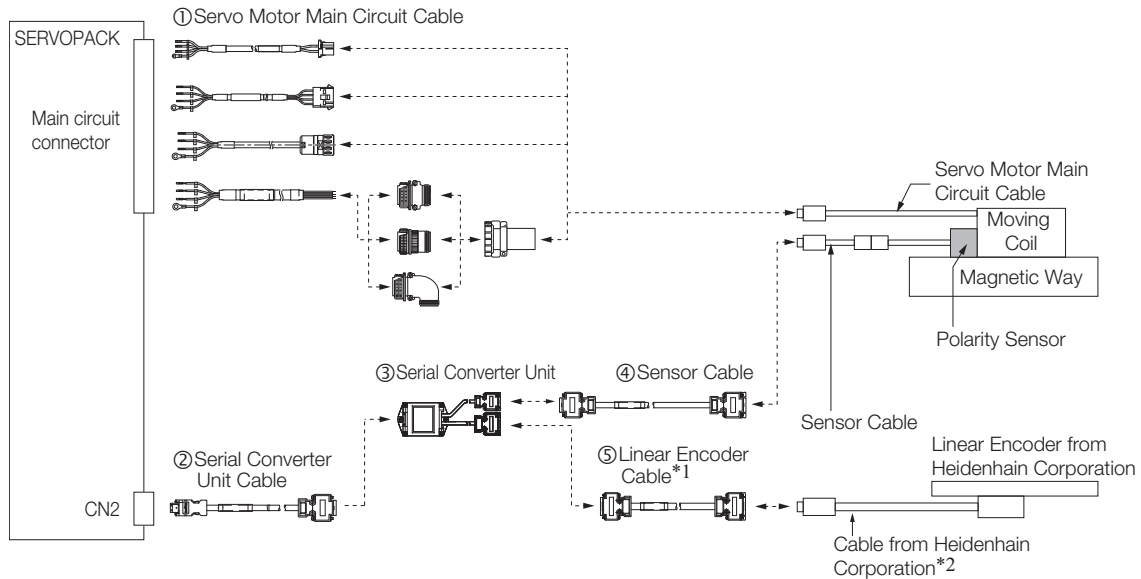 ①Servo Motor Main Circuit Cable
SERVOPACK
Main circuit
connector
Servo Motor Main
Circuit Cable
Moving
Coil
Magnetic Way
Polarity Sensor
③Serial Converter Unit
④Sensor Cable
Sensor Cable
②Serial Converter
Unit Cable
⑤Linear Encoder
Cable*1
Linear Encoder from
Heidenhain Corporation
CN2
Cable from Heidenhain
Corporation*2